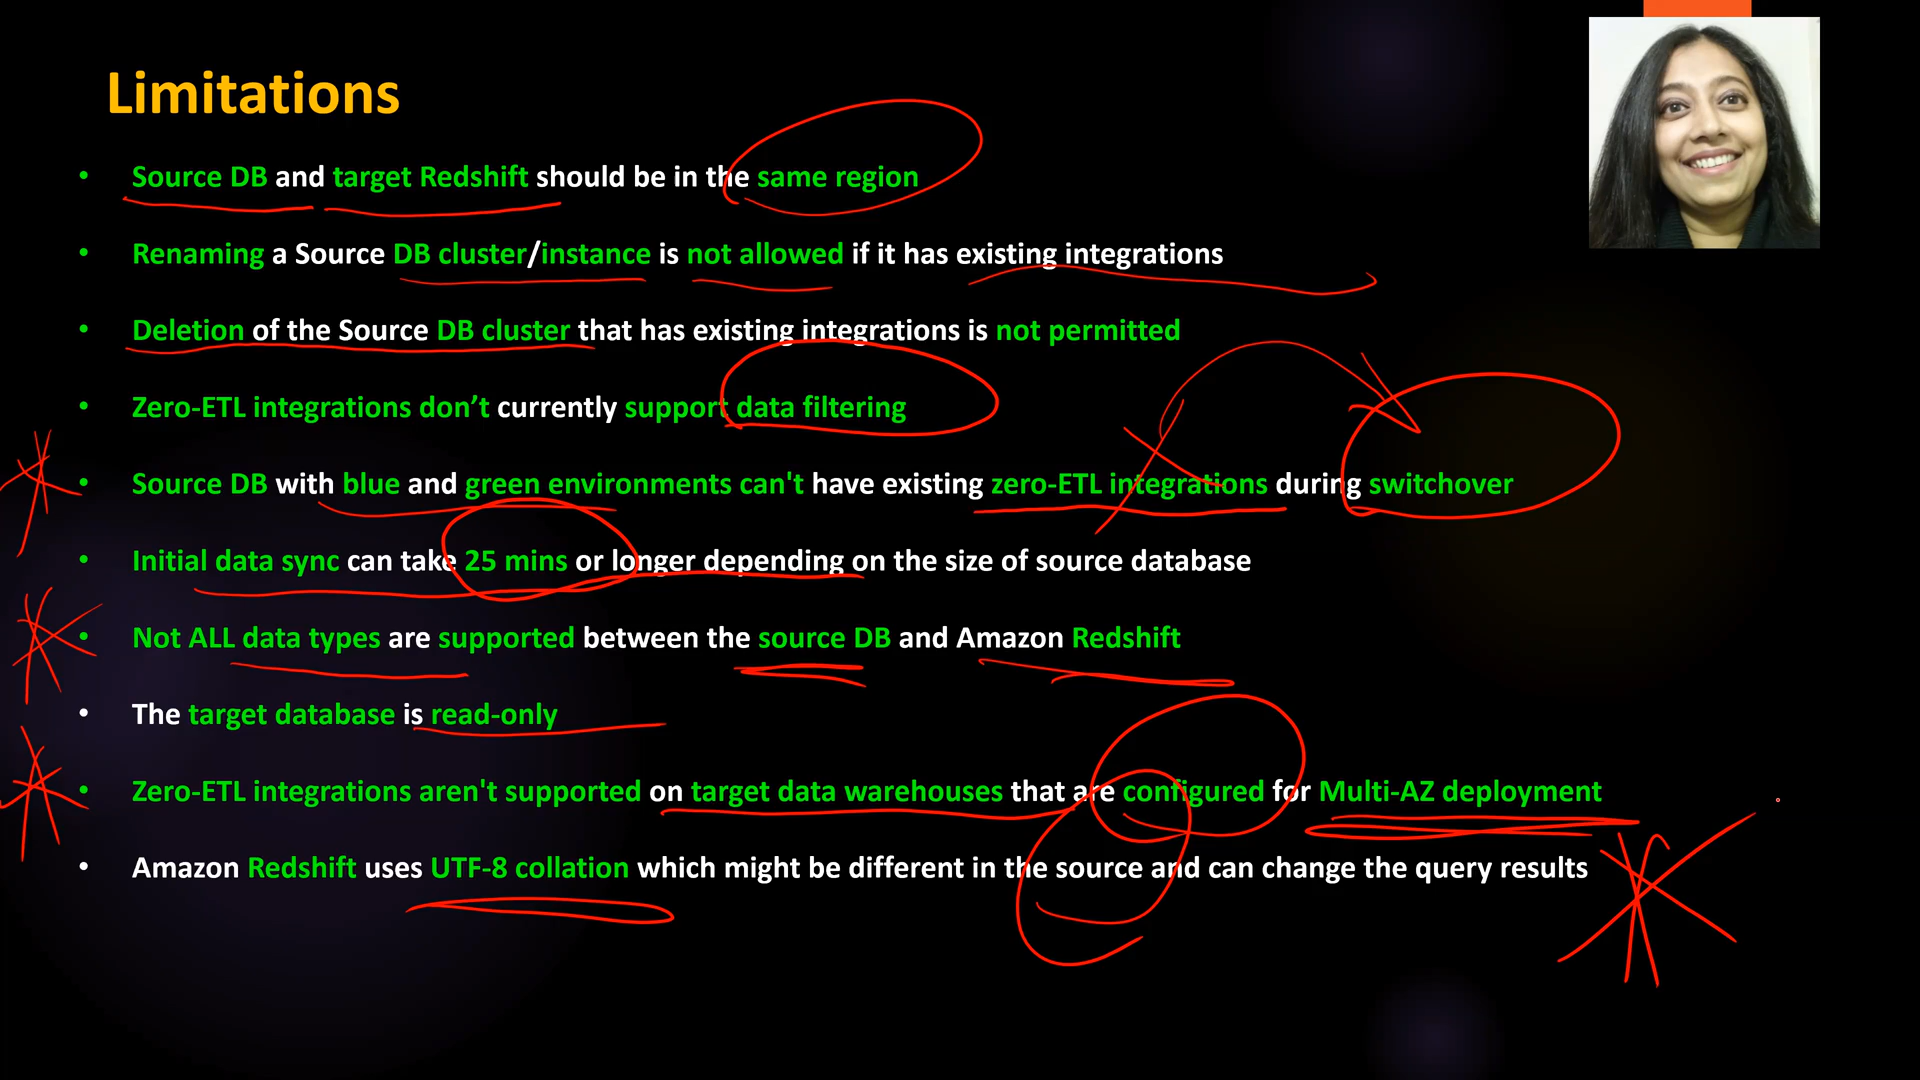 Limitations
• Source DB and target Redshift should be in the same region
• Renaming a Source DB cluster/instance is not allowed if it has existing integrations
• Deletion of the Source DB cluster that has existing integrations is not permitted
• Zero-ETL integrations don’t currently support data filtering
• Source DB with blue and green environments can't have existing zero-ETL integrations during switchover
• Initial data sync can take 25 mins or longer depending on the size of source database
• Not ALL data types are supported between the source DB and Amazon Redshift
• The target database is read-only
• Zero-ETL integrations aren't supported on target data warehouses that are configured for Multi-AZ deployment
• Amazon Redshift uses UTF-8 collation which might be different in the source and can change the query results